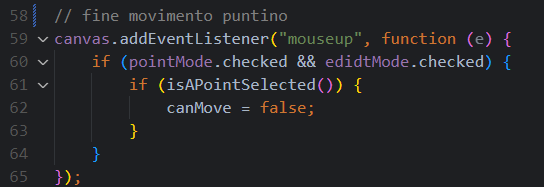 58 // fine movimento puntino
59 canvas.addEventListener("mouseup", function (e) {
60 if (pointMode.checked && edidtMode.checked) {
61 if (isAPointSelected()) {
62 canMove = false;
63 }
64 }
65 });